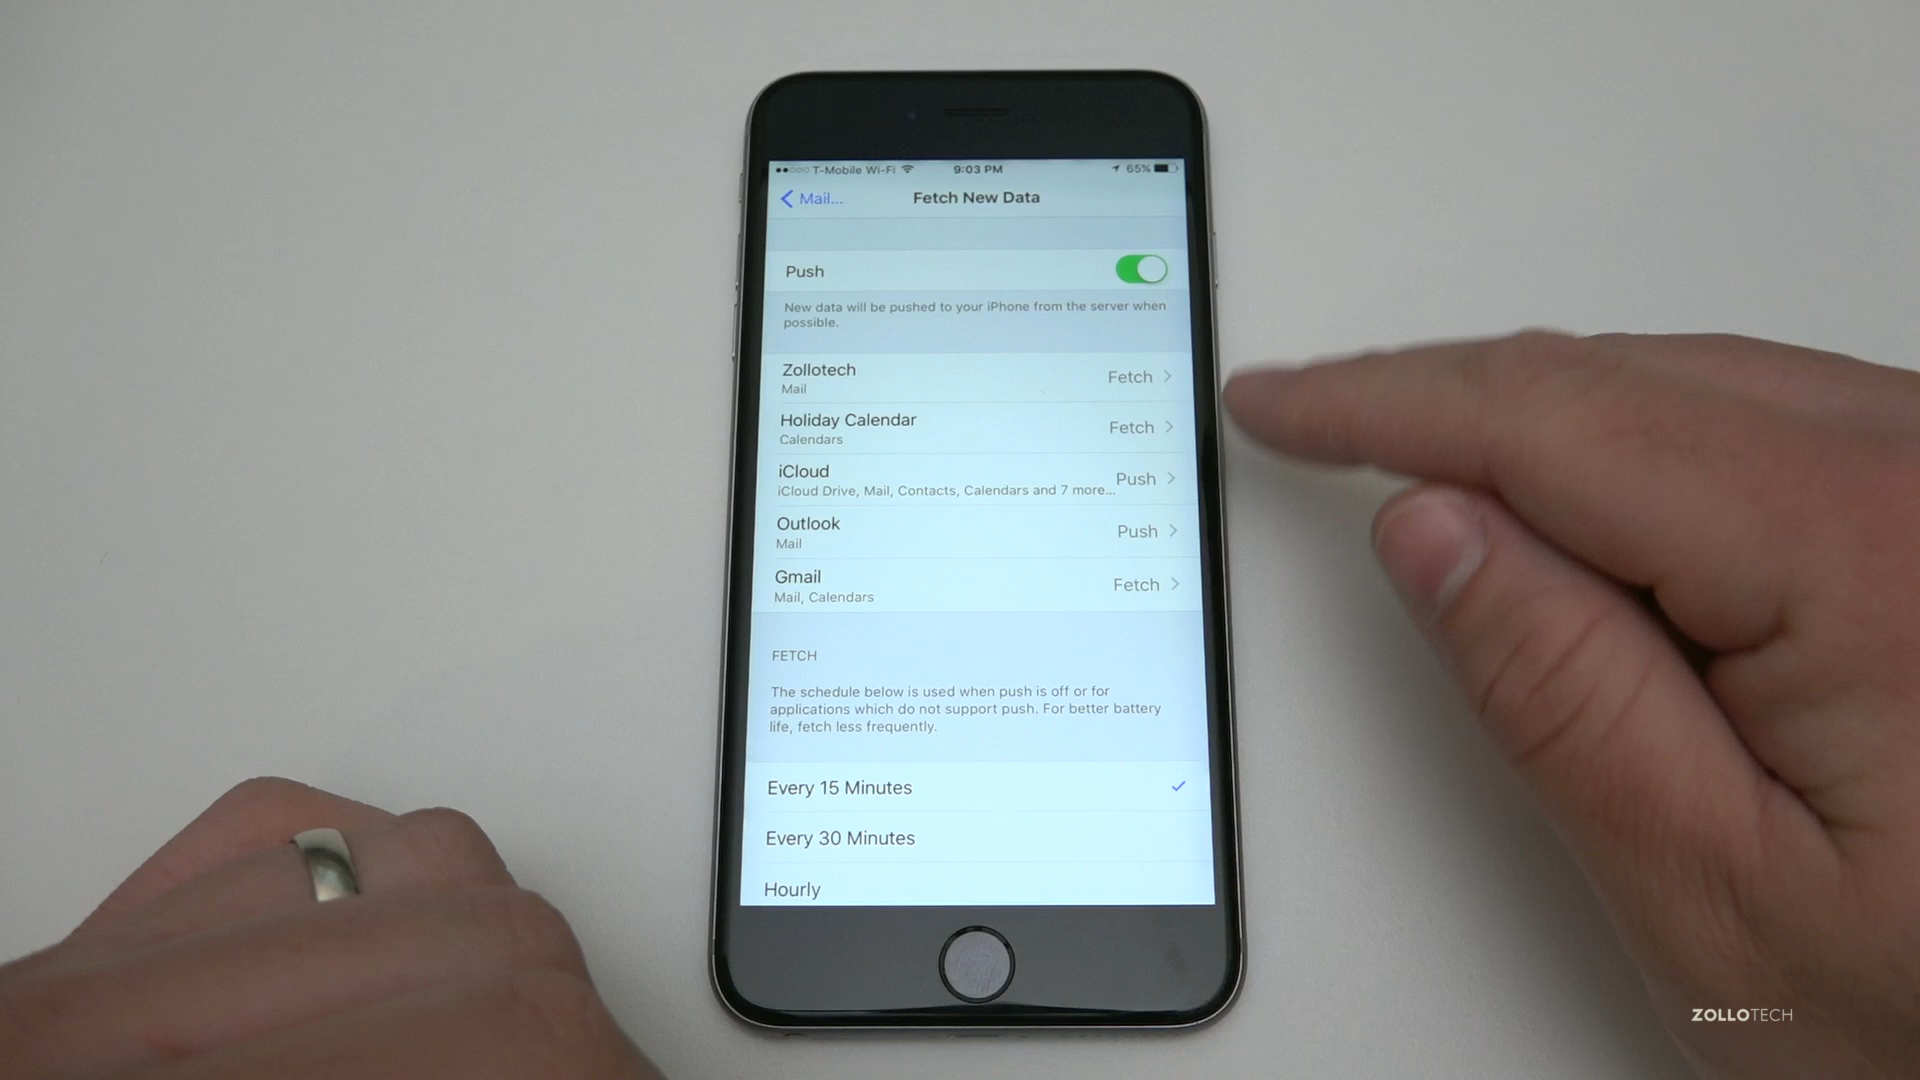 T-Mobile Wi-Fi 9:03 PM 65%
Mail... Fetch New Data
Push
New data will be pushed to your iPhone from the server when
possible.
Zollotech
Mail
Fetch
Holiday Calendar
Calendars
Fetch
iCloud
iCloud Drive, Mail, Contacts, Calendars and 7 more...
Push
Outlook
Mail
Push
Gmail
Mail, Calendars
Fetch
FETCH
The schedule below is used when push is off or for
applications which do not support push. For better battery
life, fetch less frequently.
Every 15 Minutes
Every 30 Minutes
Hourly
ZOLLOTECH